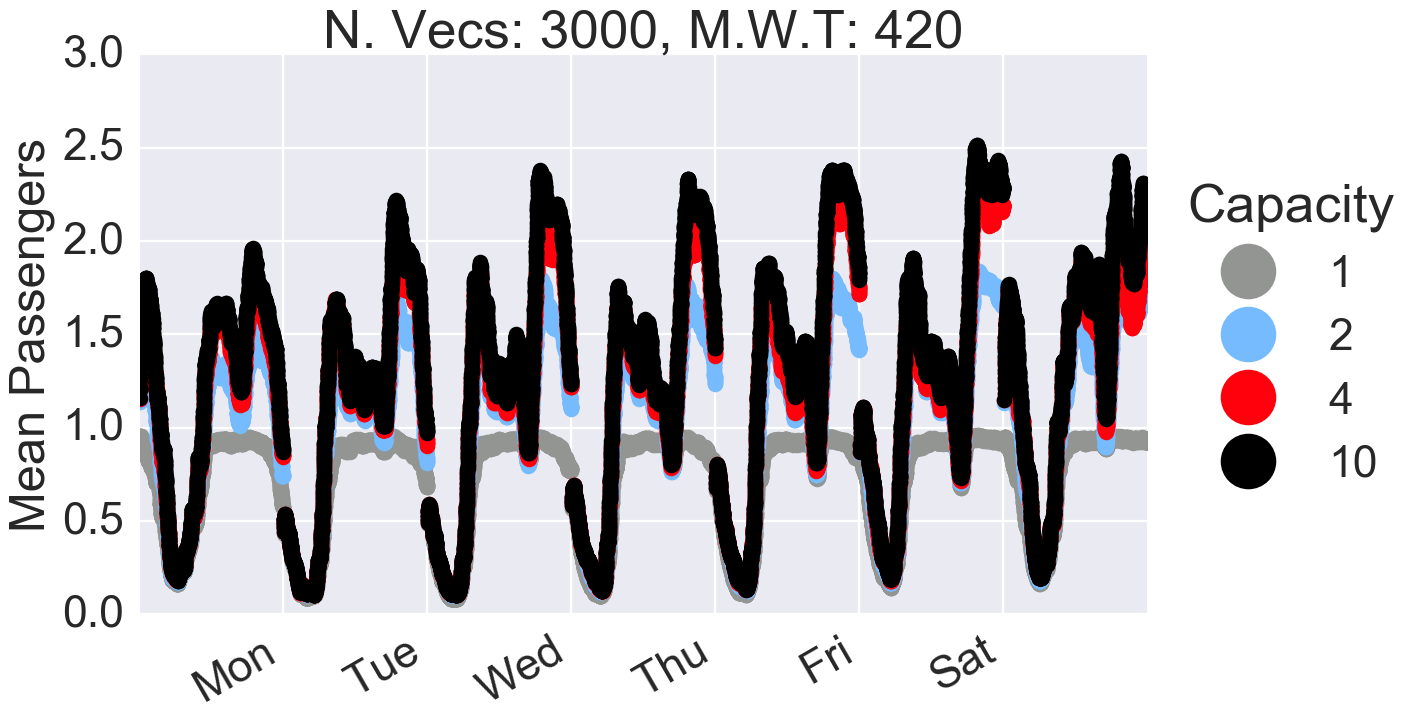 N. Vecs: 3000, M.W.T: 420
3.0
2.5
2.0
1.5
1.0
0.5
0.0
Mean Passengers
Mon
Tue
Wed
Thu
Fri
Sat
Capacity
1
2
4
10